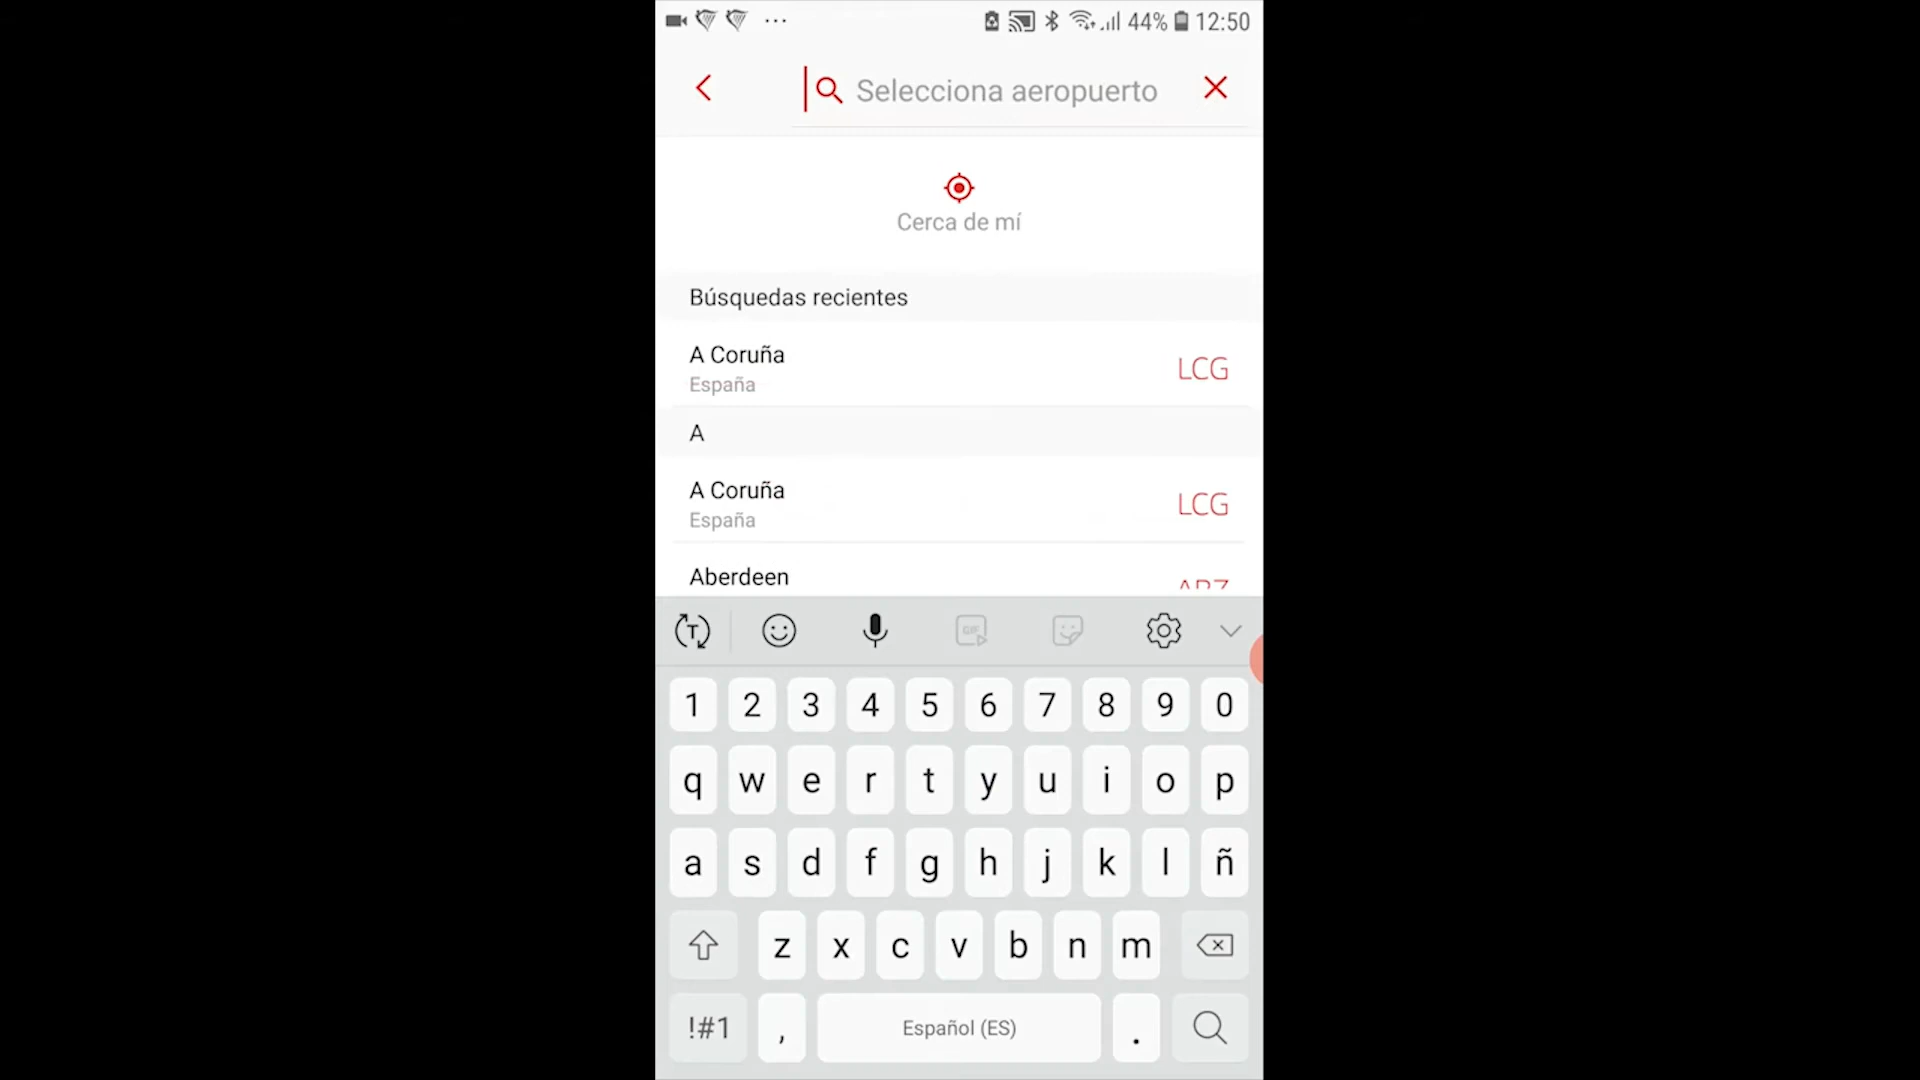 44% 12:50
Selecciona aeropuerto
Cerca de mí
Búsquedas recientes
A Coruña LCG
España
A
A Coruña LCG
España
Aberdeen
T GIF
1 2 3 4 5 6 7 8 9 0
q w e r t y u i o p
a s d f g h j k l ñ
z x c v b n m
!#1 , Español (ES) .